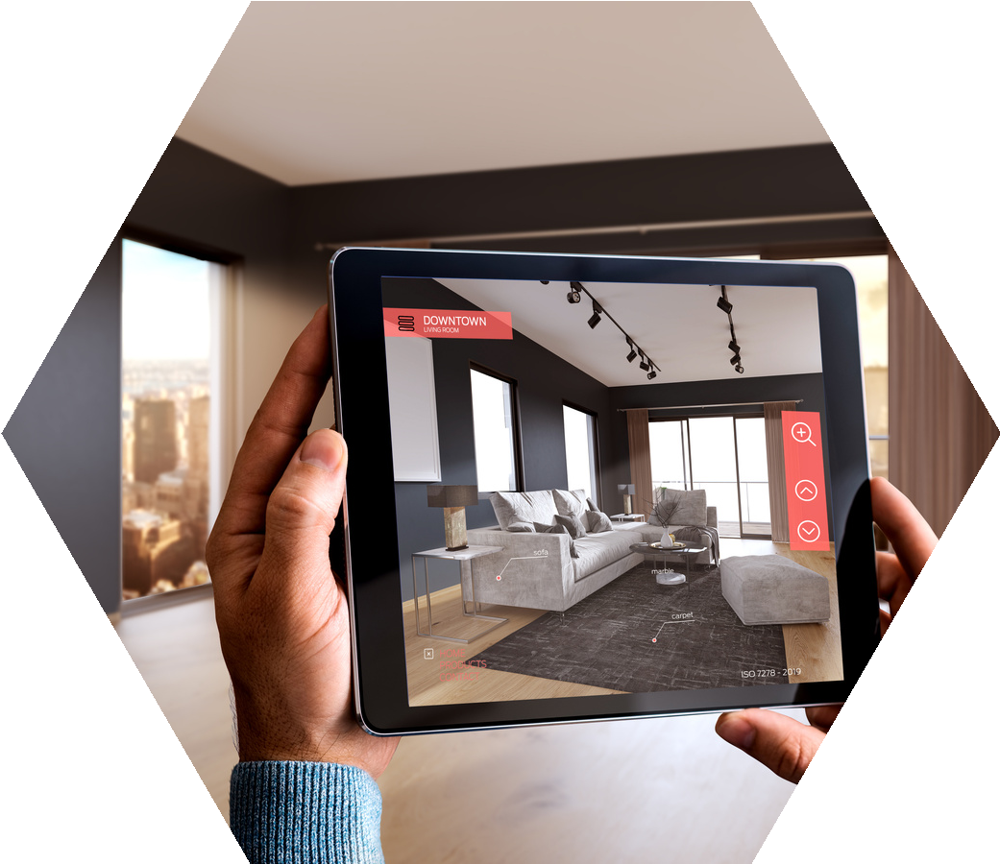 DOWNTOWN
LIVING ROOM
sofa
marble
carpet
ISO 7278 - 2019